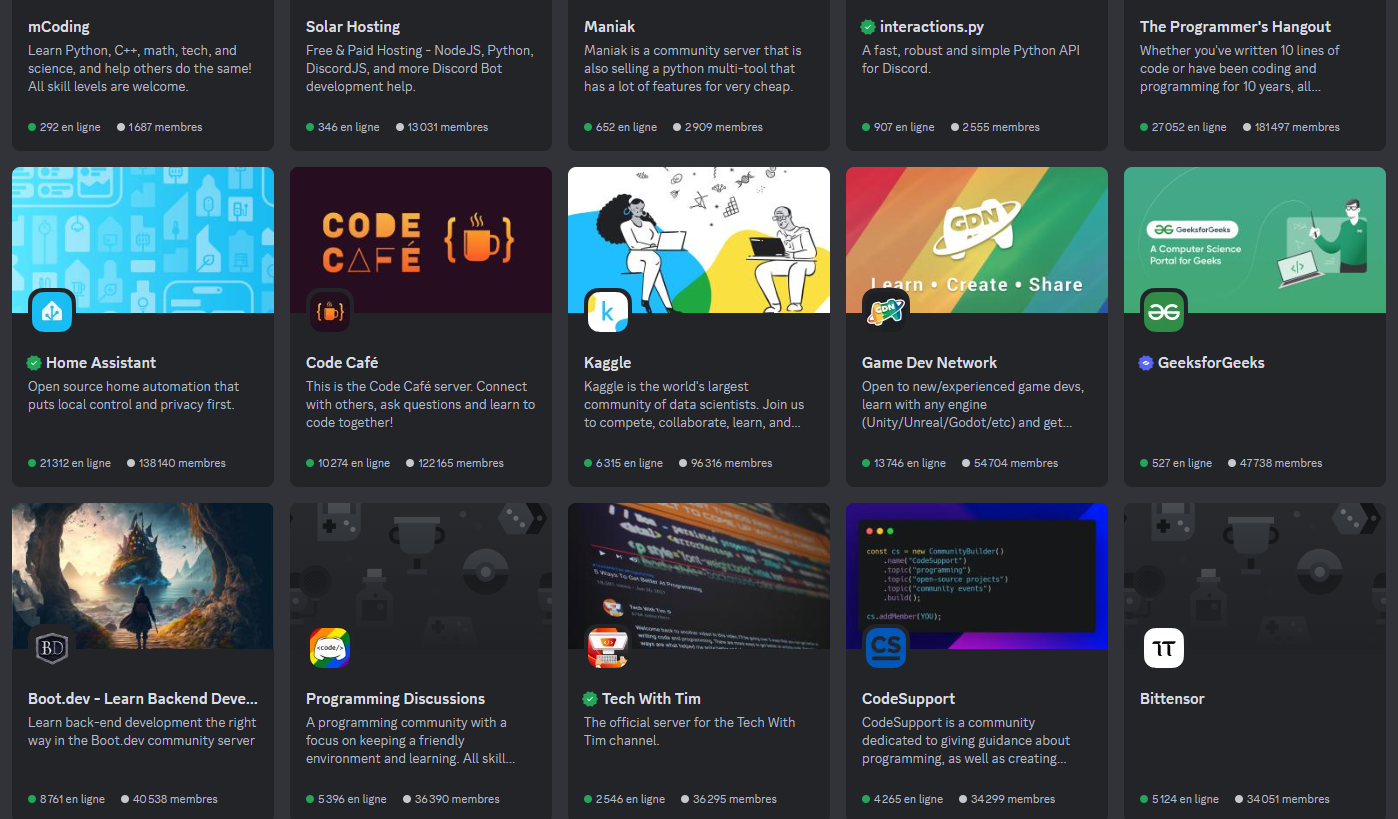 mCoding
Learn Python, C++, math, tech, and
science, and help others do the same!
All skill levels are welcome.
292 en ligne 1 687 membres
Solar Hosting
Free & Paid Hosting - NodeJS, Python,
DiscordJS, and more Discord Bot
development help.
346 en ligne 13 031 membres
Maniak
Maniak is a community server that is
also selling a python multi-tool that
has a lot of features for very cheap.
652 en ligne 2 909 membres
interactions.py
A fast, robust and simple Python API
for Discord.
907 en ligne 2 555 membres
The Programmer's Hangout
Whether you've written 10 lines of
code or have been coding and
programming for 10 years, all...
27 052 en ligne 181 497 membres
Home Assistant
Open source home automation that
puts local control and privacy first.
21 312 en ligne 138 140 membres
CODE
CAFÉ
Code Café
This is the Code Café server. Connect
with others, ask questions and learn to
code together!
10 274 en ligne 122 165 membres
k
Kaggle
Kaggle is the world's largest
community of data scientists. Join us
to compete, collaborate, learn, and...
6 315 en ligne 96 316 membres
GDN
Learn • Create • Share
GDN
Game Dev Network
Open to new/experienced game devs,
learn with any engine
(Unity/Unreal/Godot/etc) and get...
13 746 en ligne 54 704 membres
GeeksforGeeks
A Computer Science
Portal for Geeks
</>
GeeksforGeeks
527 en ligne 47 738 membres
BD
Boot.dev - Learn Backend Deve...
Learn back-end development the right
way in the Boot.dev community server
8 761 en ligne 40 538 membres
<code/>
Programming Discussions
A programming community with a
focus on keeping a friendly
environment and learning. All skill...
5 396 en ligne 36 390 membres
5 Ways To Get Better At Programming
Tech With Tim
Tech With Tim
The official server for the Tech With
Tim channel.
2 546 en ligne 36 295 membres
const cs = new CommunityBuilder()
.name("CodeSupport")
.topic("programming")
.topic("open-source projects")
.topic("community events")
.build();
cs.addMember(YOU);
CS
CodeSupport
CodeSupport is a community
dedicated to giving guidance about
programming, as well as creating...
4 265 en ligne 34 299 membres
Bittensor
5 124 en ligne 34 051 membres